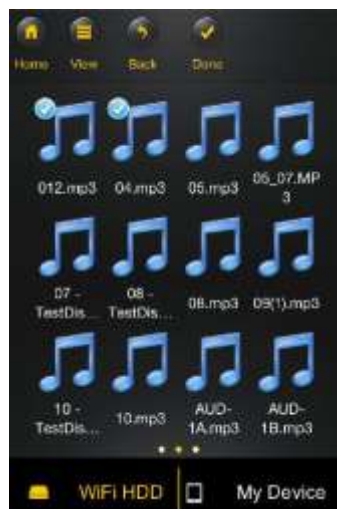 Home View Back Done
012.mp3 04.mp3 05.mp3 05_07.MP
3
07 - 08 - 08.mp3 09(1).mp3
TestDis... TestDis...
10 - 10.mp3 AUD- AUD-
TestDis... 1A.mp3 1B.mp3
WiFi HDD My Device